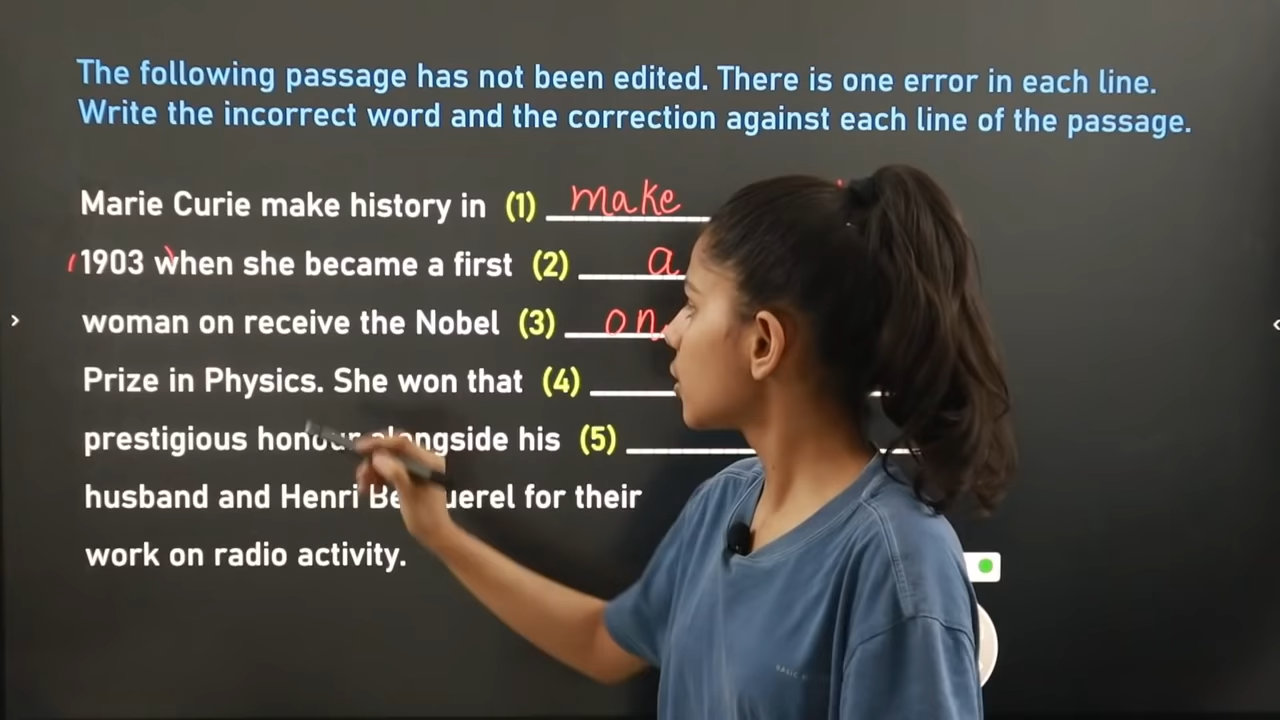 The following passage has not been edited. There is one error in each line.
Write the incorrect word and the correction against each line of the passage.
Marie Curie make history in (1) make
1903 when she became a first (2) a
woman on receive the Nobel (3) on
Prize in Physics. She won that (4)
prestigious honour alongside his (5)
husband and Henri Becquerel for their
work on radio activity.